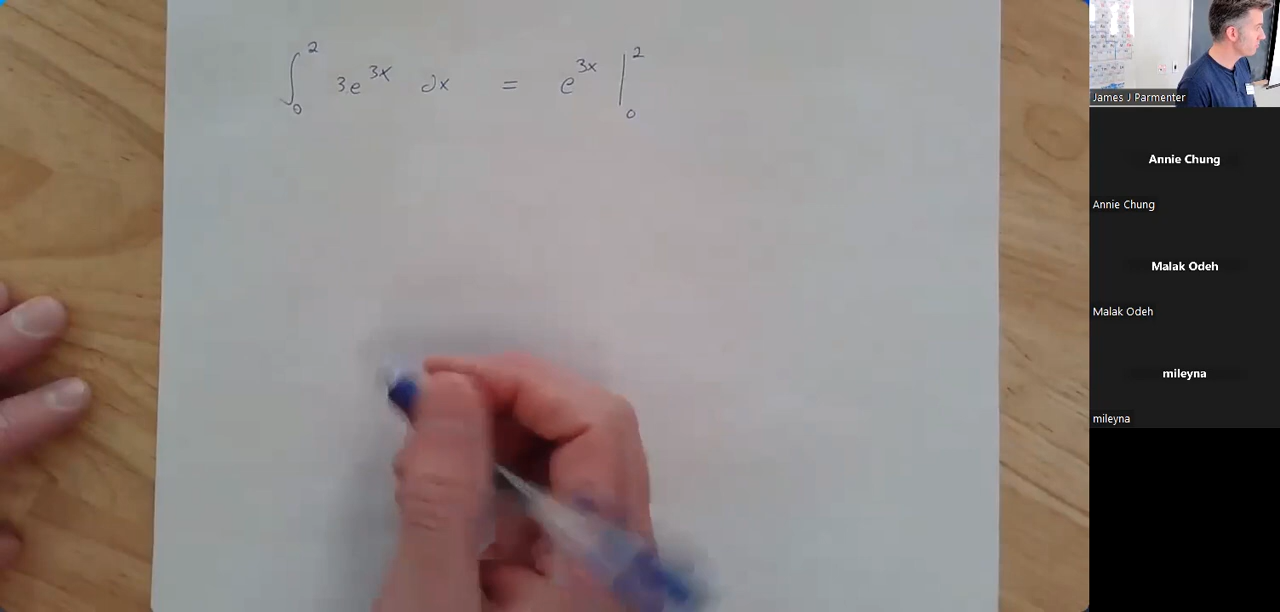 ∫₀² 3e^{3x} dx = e^{3x} |₀²
James J Parmenter
Annie Chung
Annie Chung
Malak Odeh
Malak Odeh
mileyna
mileyna